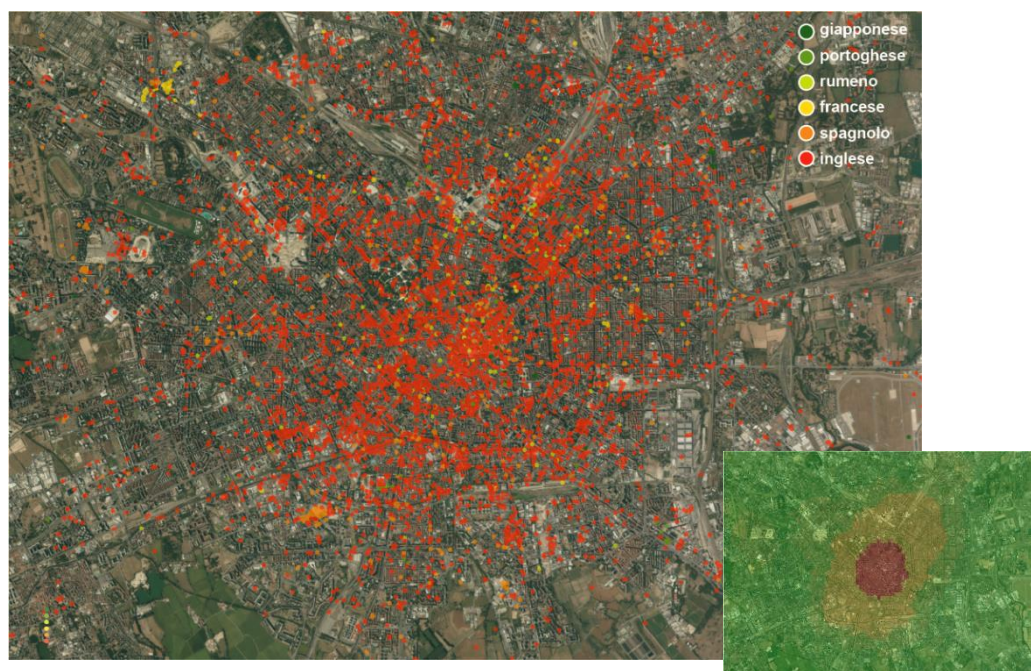 giapponese
portoghese
rumeno
francese
spagnolo
inglese